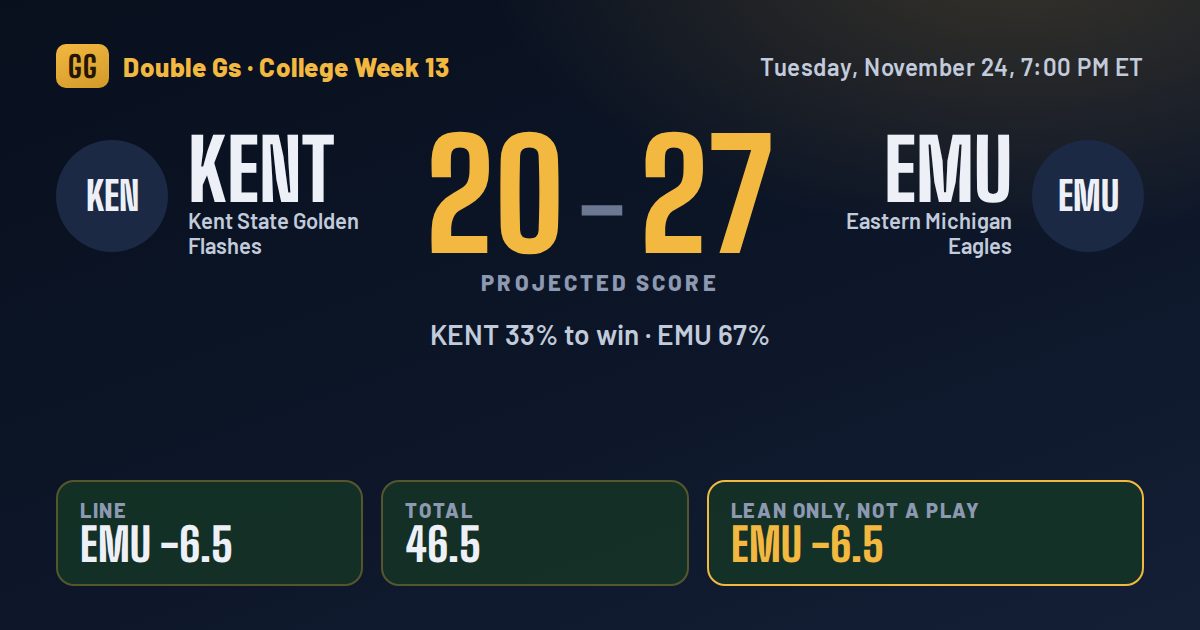 GG
Double Gs · College Week 13
Tuesday, November 24, 7:00 PM ET
KEN
KENT
Kent State Golden
Flashes
20 – 27
PROJECTED SCORE
KENT 33% to win · EMU 67%
EMU
Eastern Michigan
Eagles
EMU
LINE
EMU −6.5
TOTAL
46.5
LEAN ONLY, NOT A PLAY
EMU −6.5